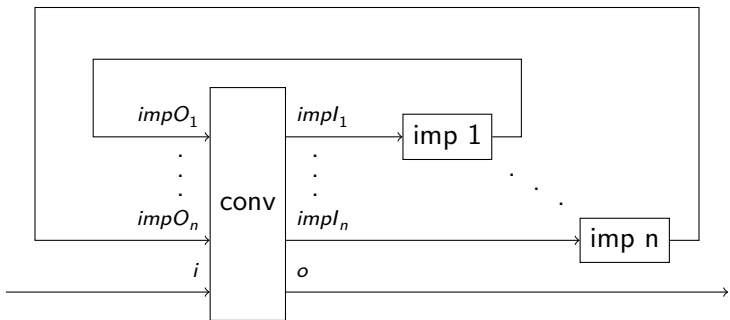 impO₁
impI₁
imp 1
conv
impOₙ
impIₙ
imp n
i
o